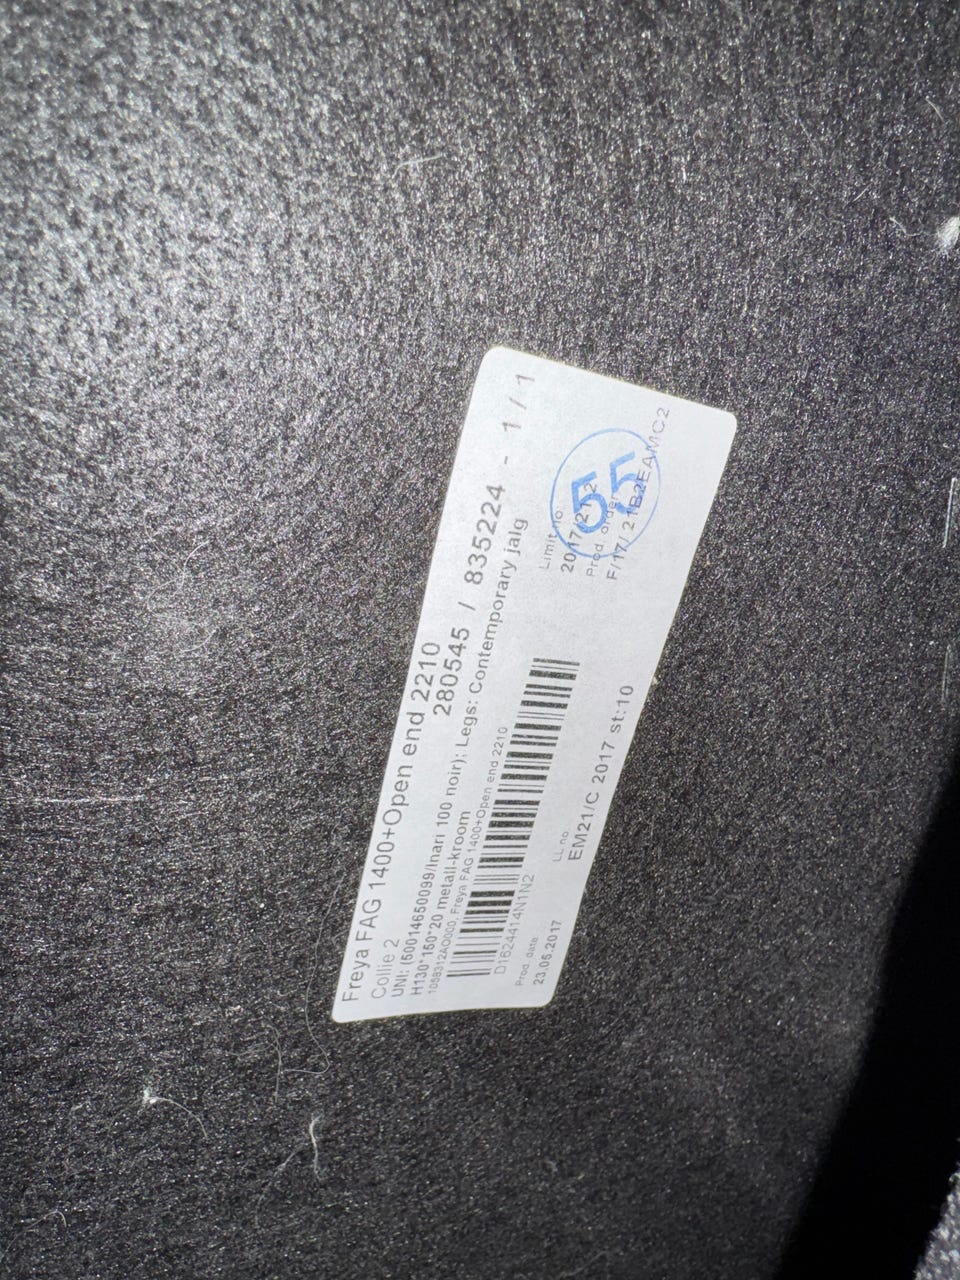 Freya FAG 1400+Open end 2210
Collie 2
280545 / 835224 - 1 / 1
UNI: (50014650099/Inari 100 noir); Legs: Contemporary jalg
H130*150*20 metall-kroom
1068312AO000, Freya FAG 1400+Open end 2210
D1624414N1N2
Prod. date
23.05.2017
LL no.
EM21/C 2017 st:10
Limit no
Prod. order
F/17/
55